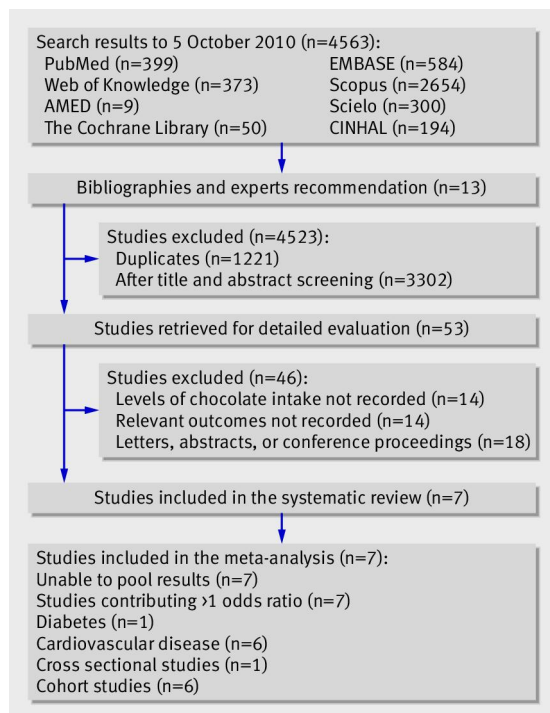 Search results to 5 October 2010 (n=4563):
PubMed (n=399)
Web of Knowledge (n=373)
AMED (n=9)
The Cochrane Library (n=50)
EMBASE (n=584)
Scopus (n=2654)
Scielo (n=300)
CINHAL (n=194)
Bibliographies and experts recommendation (n=13)
Studies excluded (n=4523):
Duplicates (n=1221)
After title and abstract screening (n=3302)
Studies retrieved for detailed evaluation (n=53)
Studies excluded (n=46):
Levels of chocolate intake not recorded (n=14)
Relevant outcomes not recorded (n=14)
Letters, abstracts, or conference proceedings (n=18)
Studies included in the systematic review (n=7)
Studies included in the meta-analysis (n=7):
Unable to pool results (n=7)
Studies contributing >1 odds ratio (n=7)
Diabetes (n=1)
Cardiovascular disease (n=6)
Cross sectional studies (n=1)
Cohort studies (n=6)